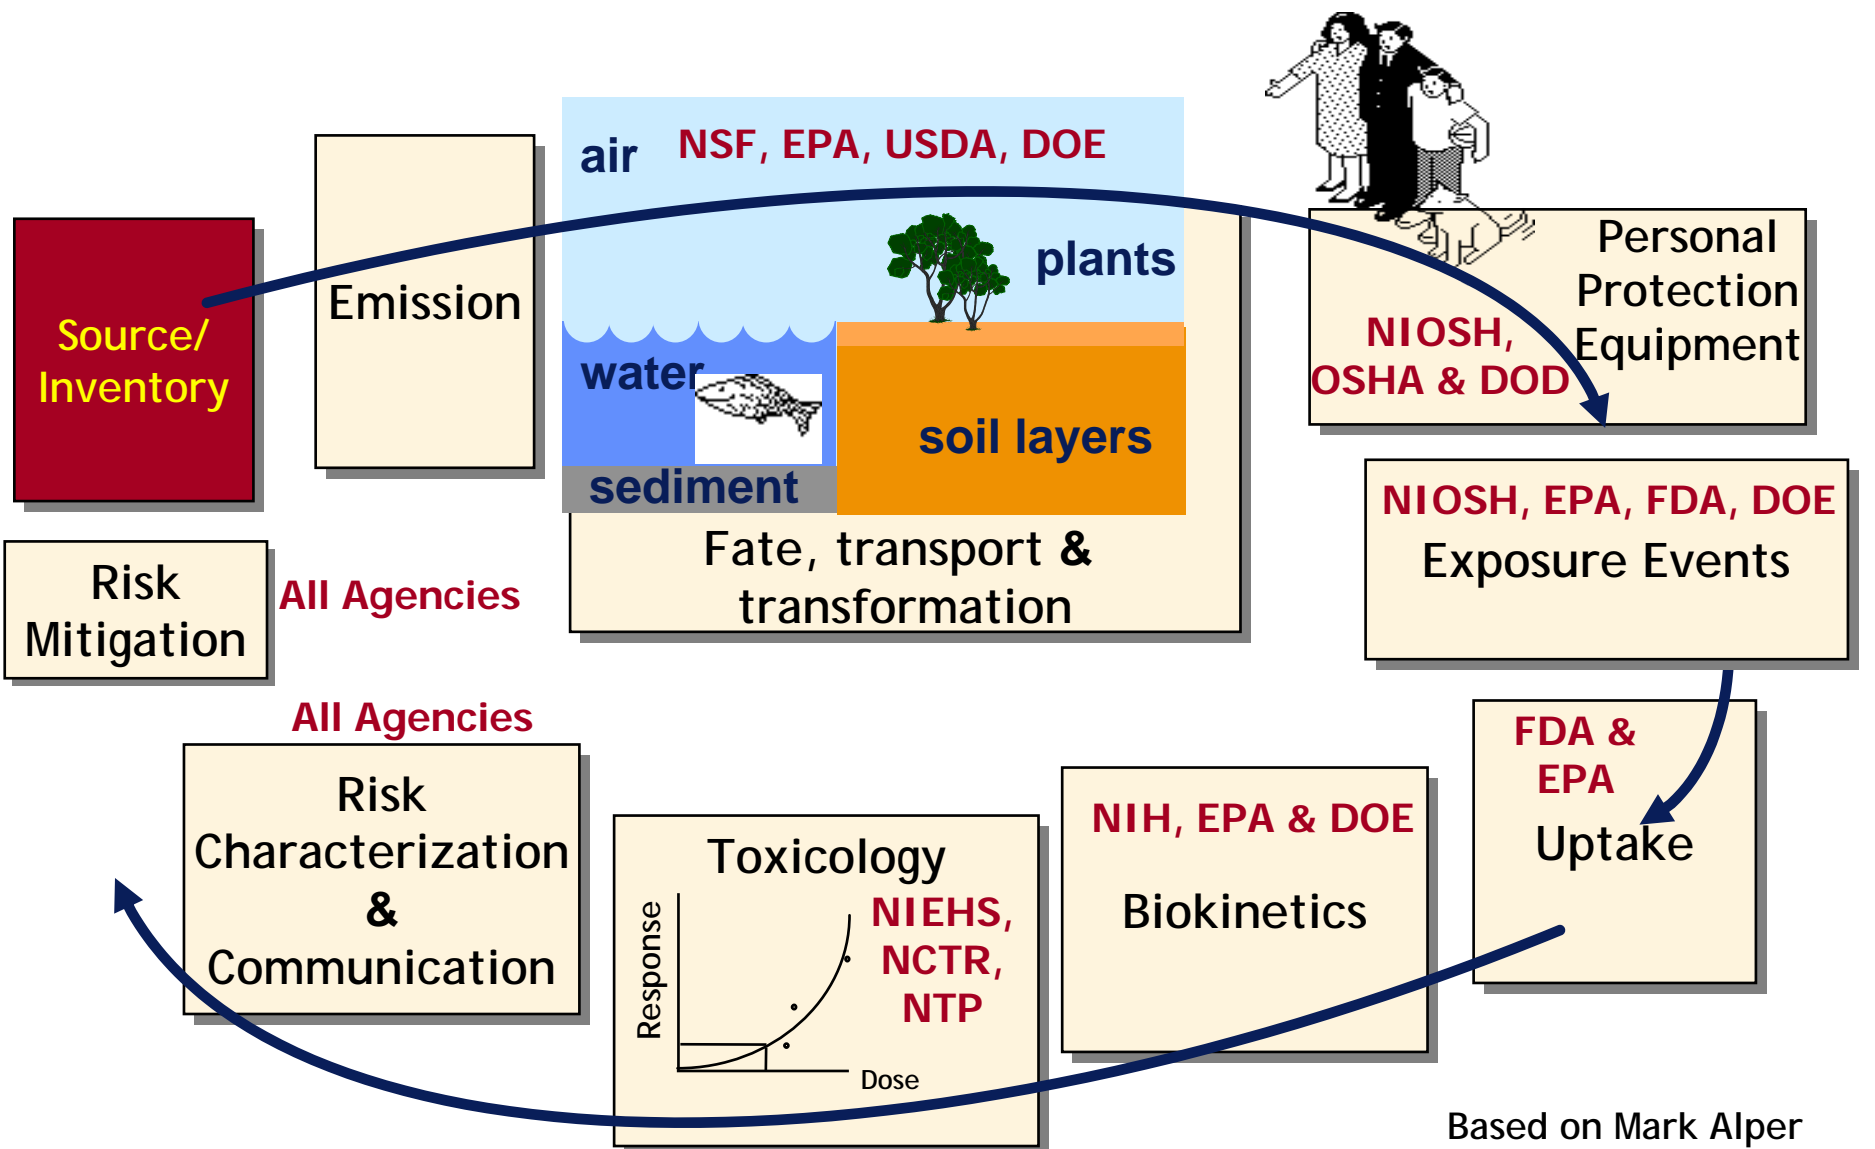 air
NSF, EPA, USDA, DOE
plants
water
soil layers
sediment
Fate, transport &
transformation
Source/
Inventory
Emission
Personal
Protection
Equipment
NIOSH,
OSHA & DOD
NIOSH, EPA, FDA, DOE
Exposure Events
FDA &
EPA
Uptake
NIH, EPA & DOE
Biokinetics
Toxicology
NIEHS,
NCTR,
NTP
Response
Dose
All Agencies
Risk
Characterization
&
Communication
Risk
Mitigation
All Agencies
Based on Mark Alper